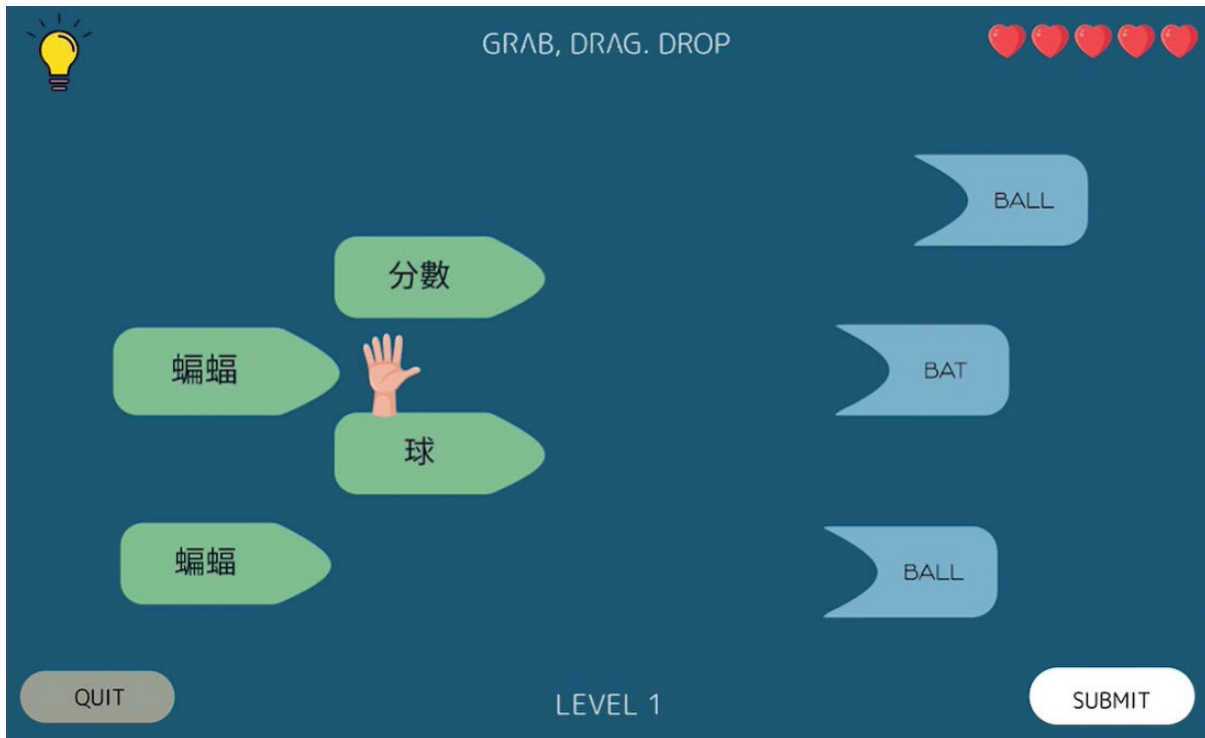 GRAB, DRAG. DROP
BALL
分數
蝙蝠
BAT
球
蝙蝠
BALL
QUIT
LEVEL 1
SUBMIT